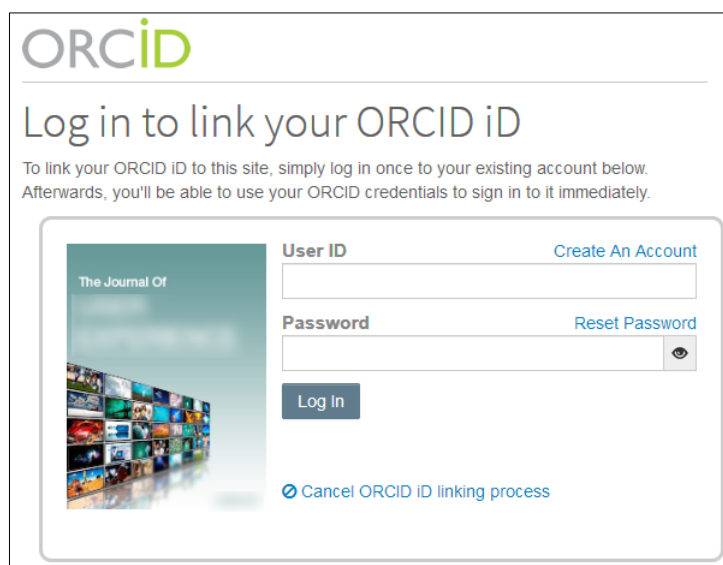 ORCiD
Log in to link your ORCID iD
To link your ORCID iD to this site, simply log in once to your existing account below.
Afterwards, you'll be able to use your ORCID credentials to sign in to it immediately.
The Journal Of
User ID
Create An Account
Password
Reset Password
Log In
Cancel ORCID iD linking process